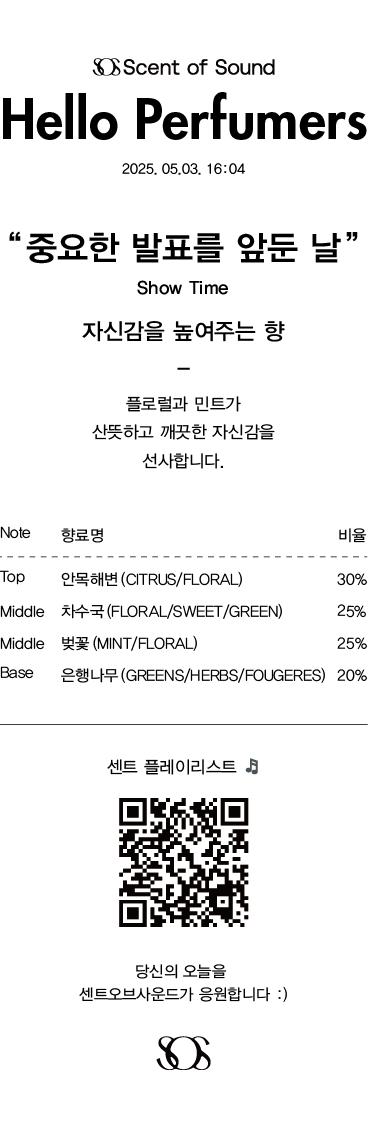 SOS Scent of Sound
Hello Perfumers
2025. 05.03. 16:04
“중요한 발표를 앞둔 날”
Show Time
자신감을 높여주는 향
–
플로럴과 민트가
산뜻하고 깨끗한 자신감을
선사합니다.
Note 향료명 비율
Top 안목해변(CITRUS/FLORAL) 30%
Middle 차수국(FLORAL/SWEET/GREEN) 25%
Middle 벚꽃(MINT/FLORAL) 25%
Base 은행나무(GREENS/HERBS/FOUGERES) 20%
센트 플레이리스트 🎵
당신의 오늘을
센트오브사운드가 응원합니다 :)
SOS